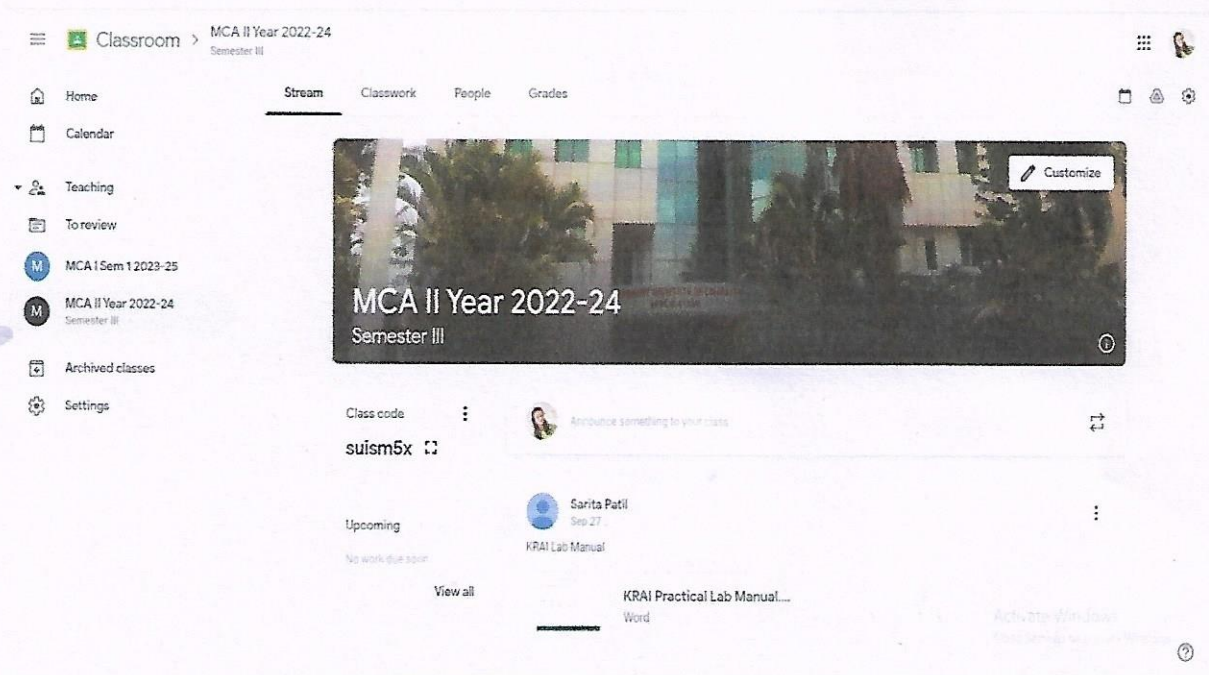 Classroom > MCA II Year 2022-24
Semester III
Home
Calendar
Teaching
To review
M MCA I Sem 1 2023-25
M MCA II Year 2022-24
Semester III
Archived classes
Settings
Stream Classwork People Grades
Customize
MCA II Year 2022-24
Semester III
Class code
suism5x
Upcoming
No work due soon
View all
Announce something to your class
Sarita Patil
Sep 27
KRAI Lab Manual
KRAI Practical Lab Manual....
Word
Activate Windows